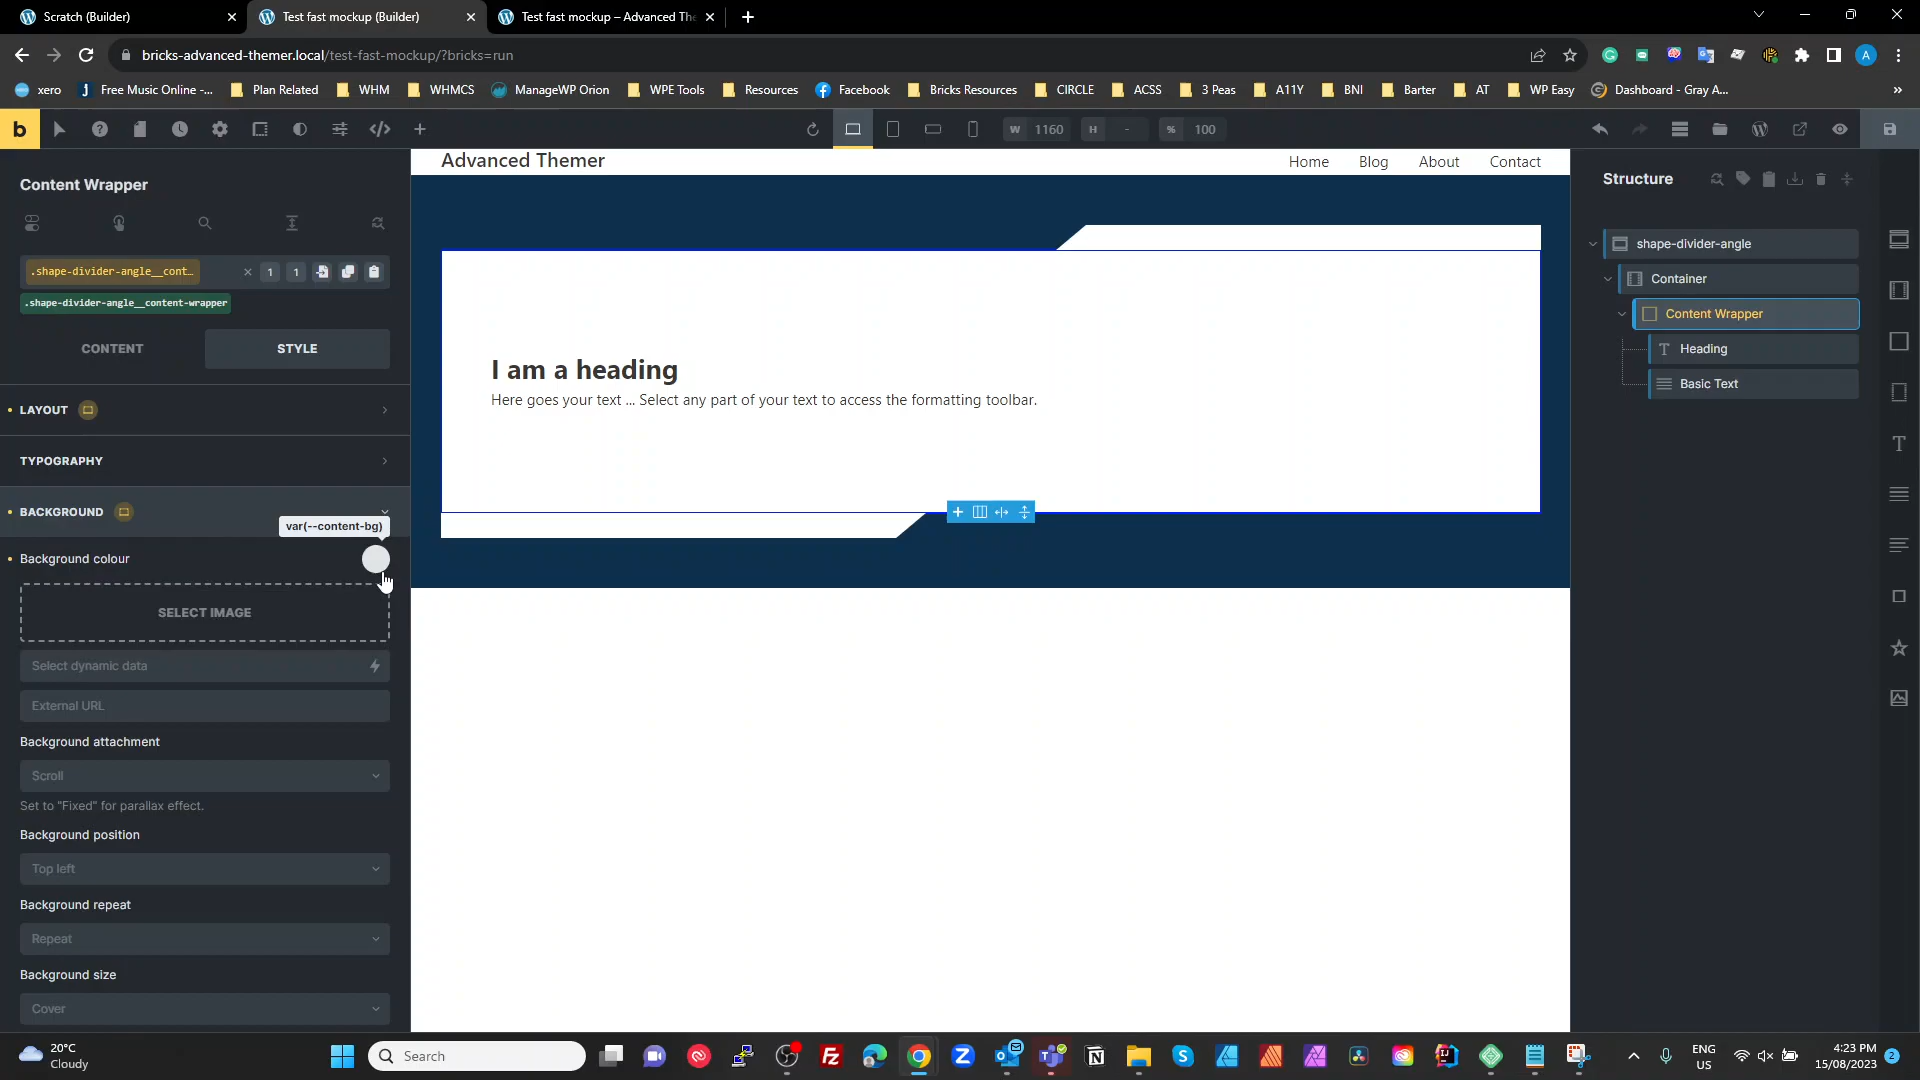 Scratch (Builder)
Test fast mockup (Builder)
Test fast mockup – Advanced The
bricks-advanced-themer.local/test-fast-mockup/?bricks=run
A
xero
Free Music Online -...
Plan Related
WHM
WHMCS
ManageWP Orion
WPE Tools
Resources
Facebook
Bricks Resources
CIRCLE
ACSS
3 Peas
A11Y
BNI
Barter
AT
WP Easy
Dashboard - Gray A...
»
b
W 1160
H -
% 100
Content Wrapper
.shape-divider-angle__cont…
1 1
.shape-divider-angle__content-wrapper
CONTENT
STYLE
LAYOUT
TYPOGRAPHY
BACKGROUND
var(--content-bg)
Background colour
SELECT IMAGE
Select dynamic data
External URL
Background attachment
Scroll
Set to "Fixed" for parallax effect.
Background position
Top left
Background repeat
Repeat
Background size
Cover
Advanced Themer
Home
Blog
About
Contact
I am a heading
Here goes your text ... Select any part of your text to access the formatting toolbar.
Structure
shape-divider-angle
Container
Content Wrapper
Heading
Basic Text
20°C
Cloudy
Search
ENG
US
4:23 PM
15/08/2023
2